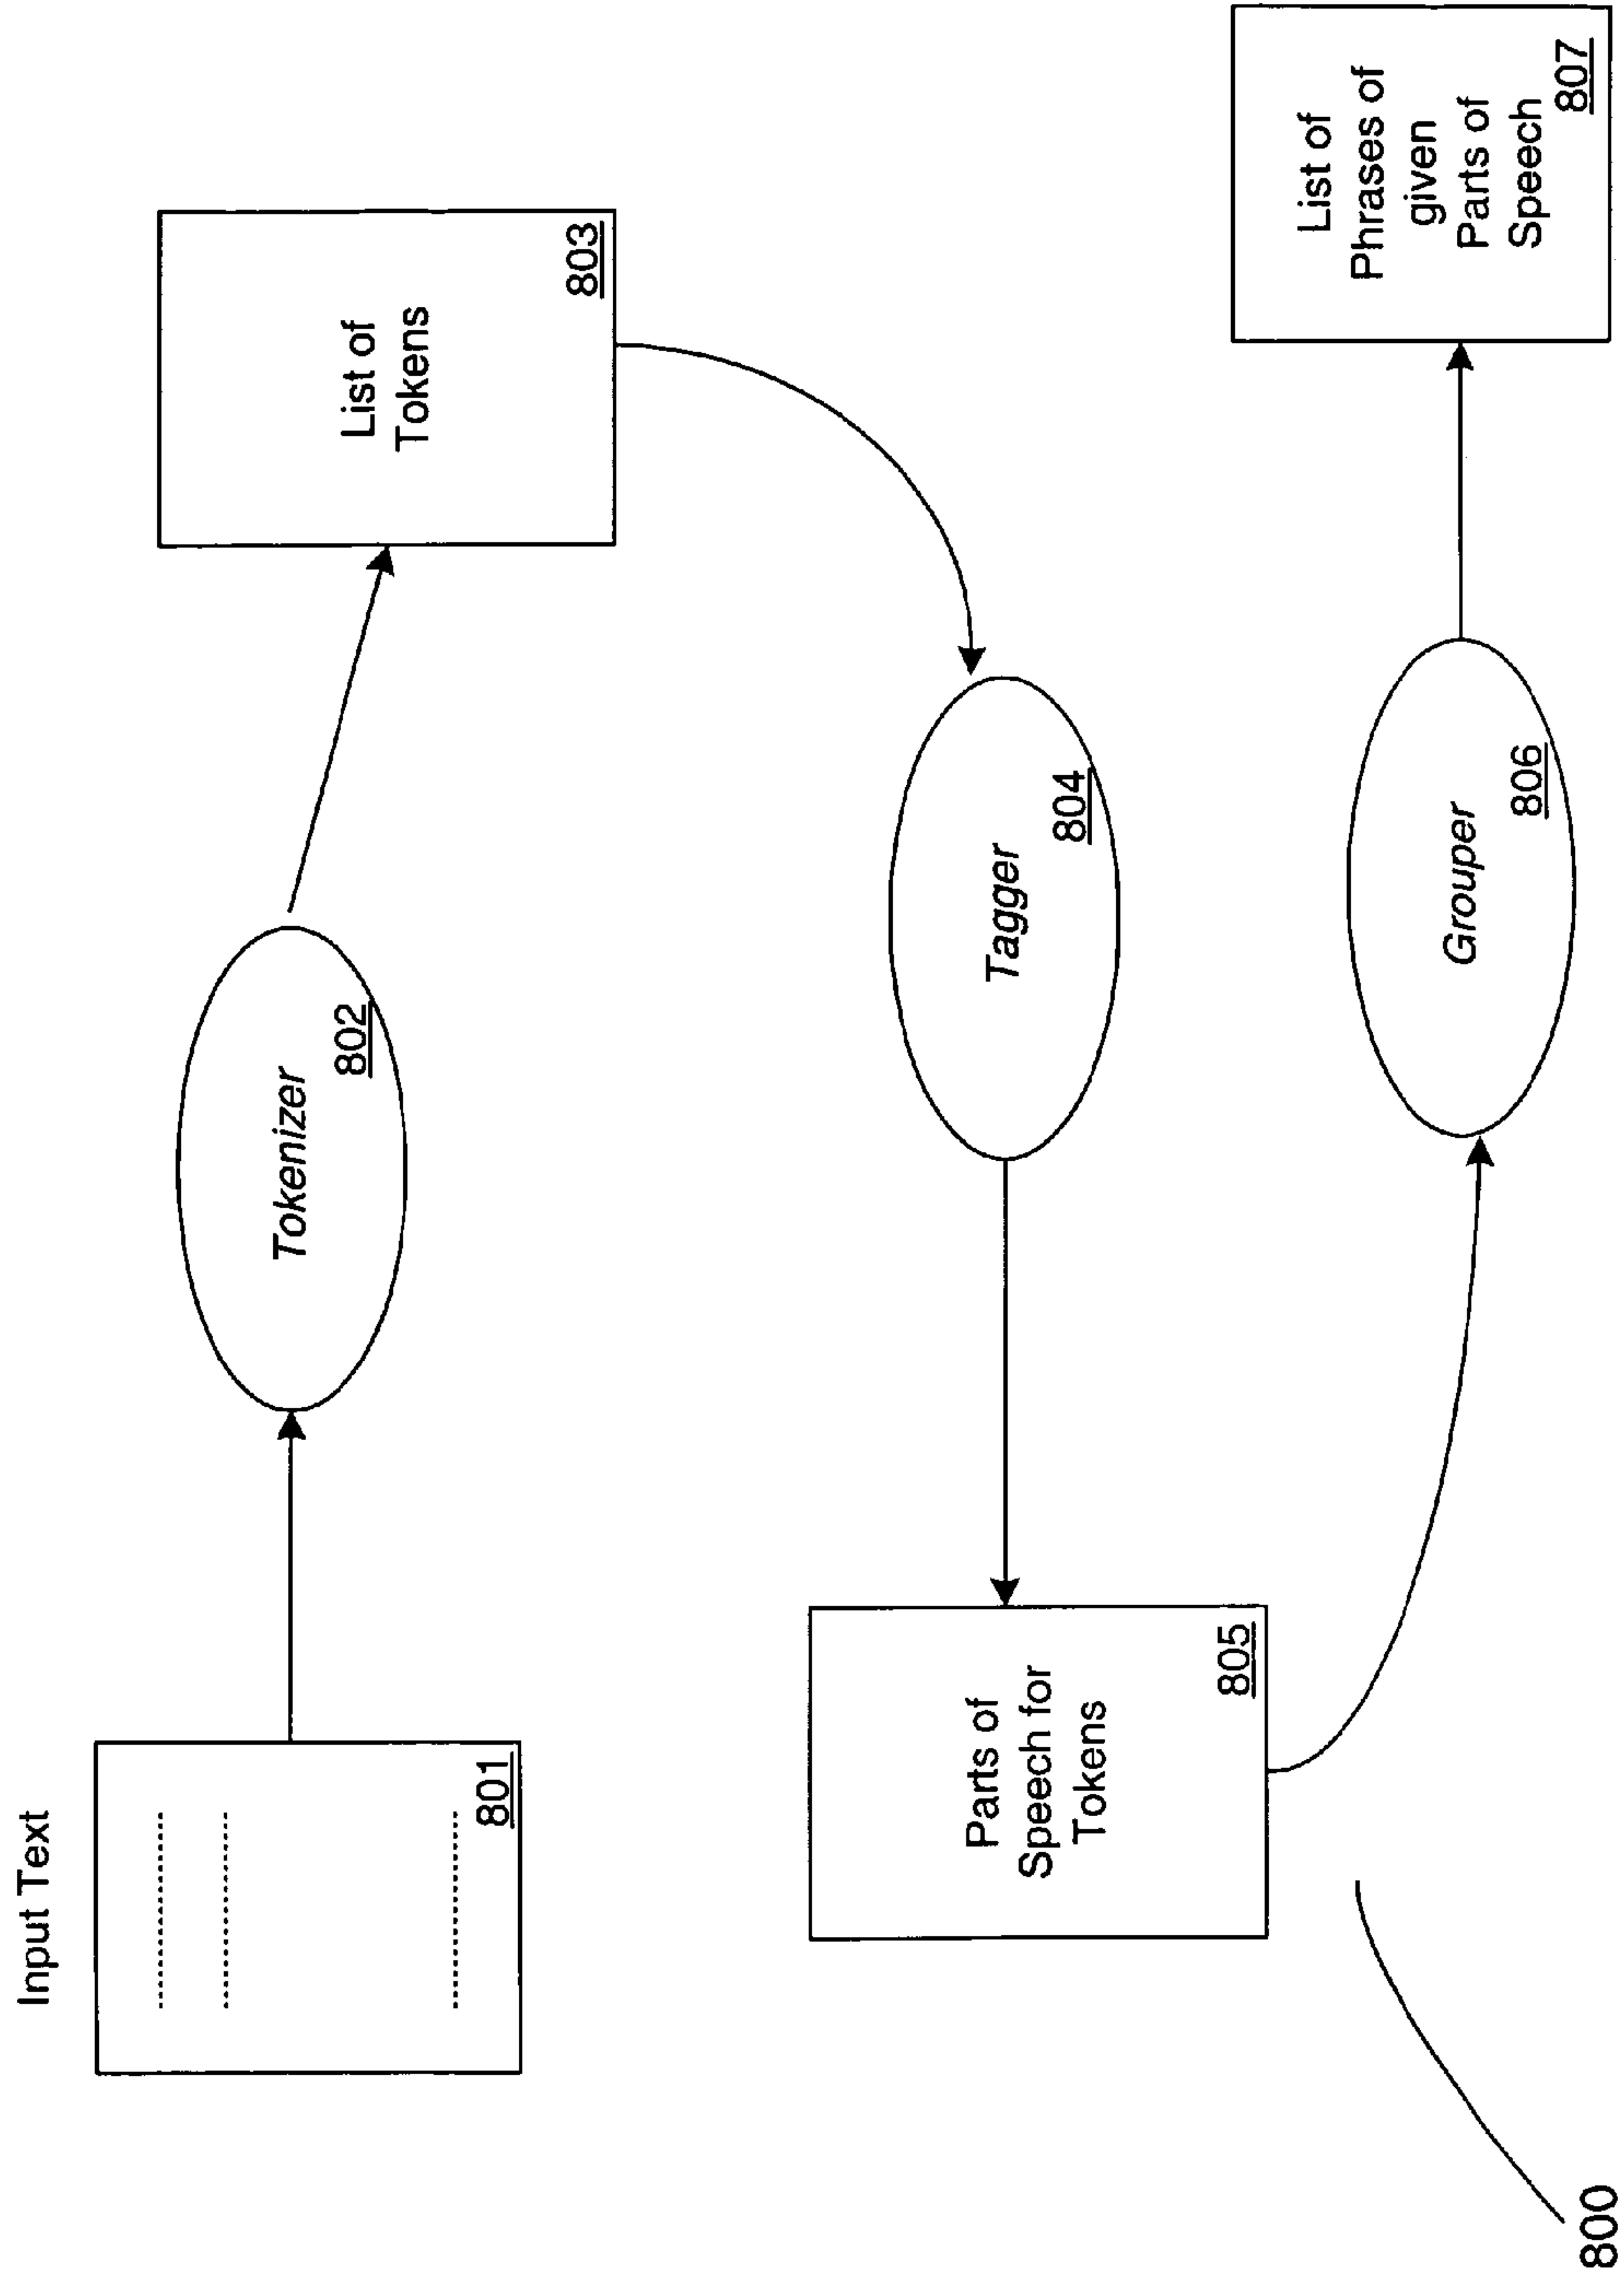 Input Text
801
Tokenizer
802
List of
Tokens
803
Tagger
804
Parts of
Speech for
Tokens
805
Grouper
806
List of
Phrases of
given
Parts of
Speech
807
800